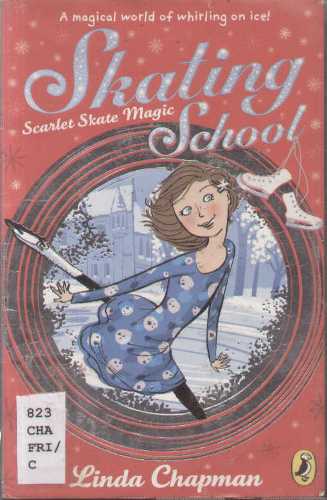 A magical world of whirling on ice!
Skating
Scarlet Skate Magic
School
823
CHA
FRI/
C
Linda Chapman